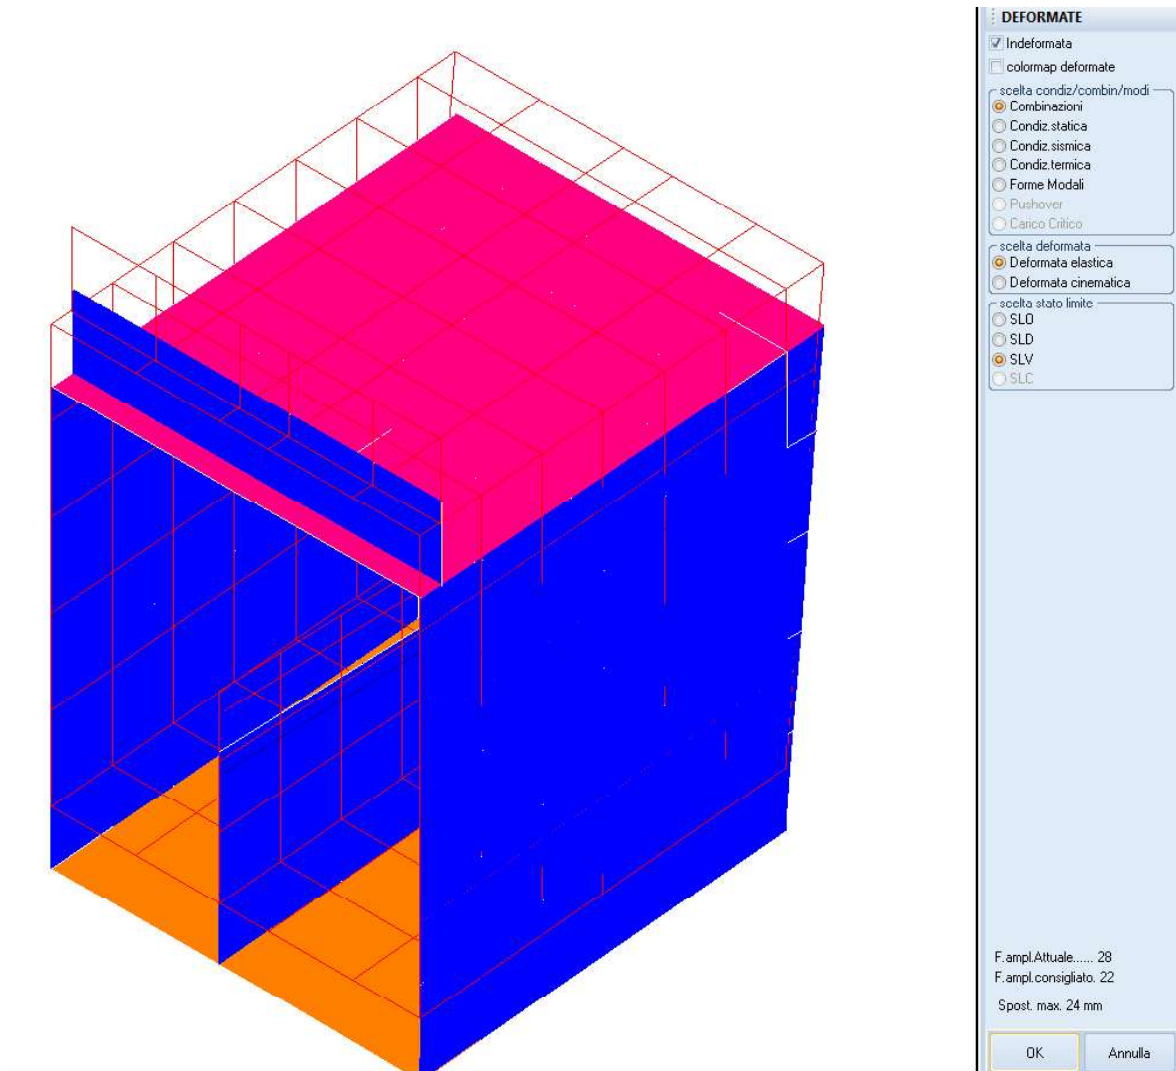 DEFORMATE
Indeformata
colormap deformate
scelta condiz/combin/modi
Combinazioni
Condiz.statica
Condiz.sismica
Condiz.termica
Forme Modali
Pushover
Carico Critico
scelta deformata
Deformata elastica
Deformata cinematica
scelta stato limite
SLO
SLD
SLV
SLC
F.ampl.Attuale...... 28
F.ampl.consigliato. 22
Spost. max. 24 mm
OK Annulla